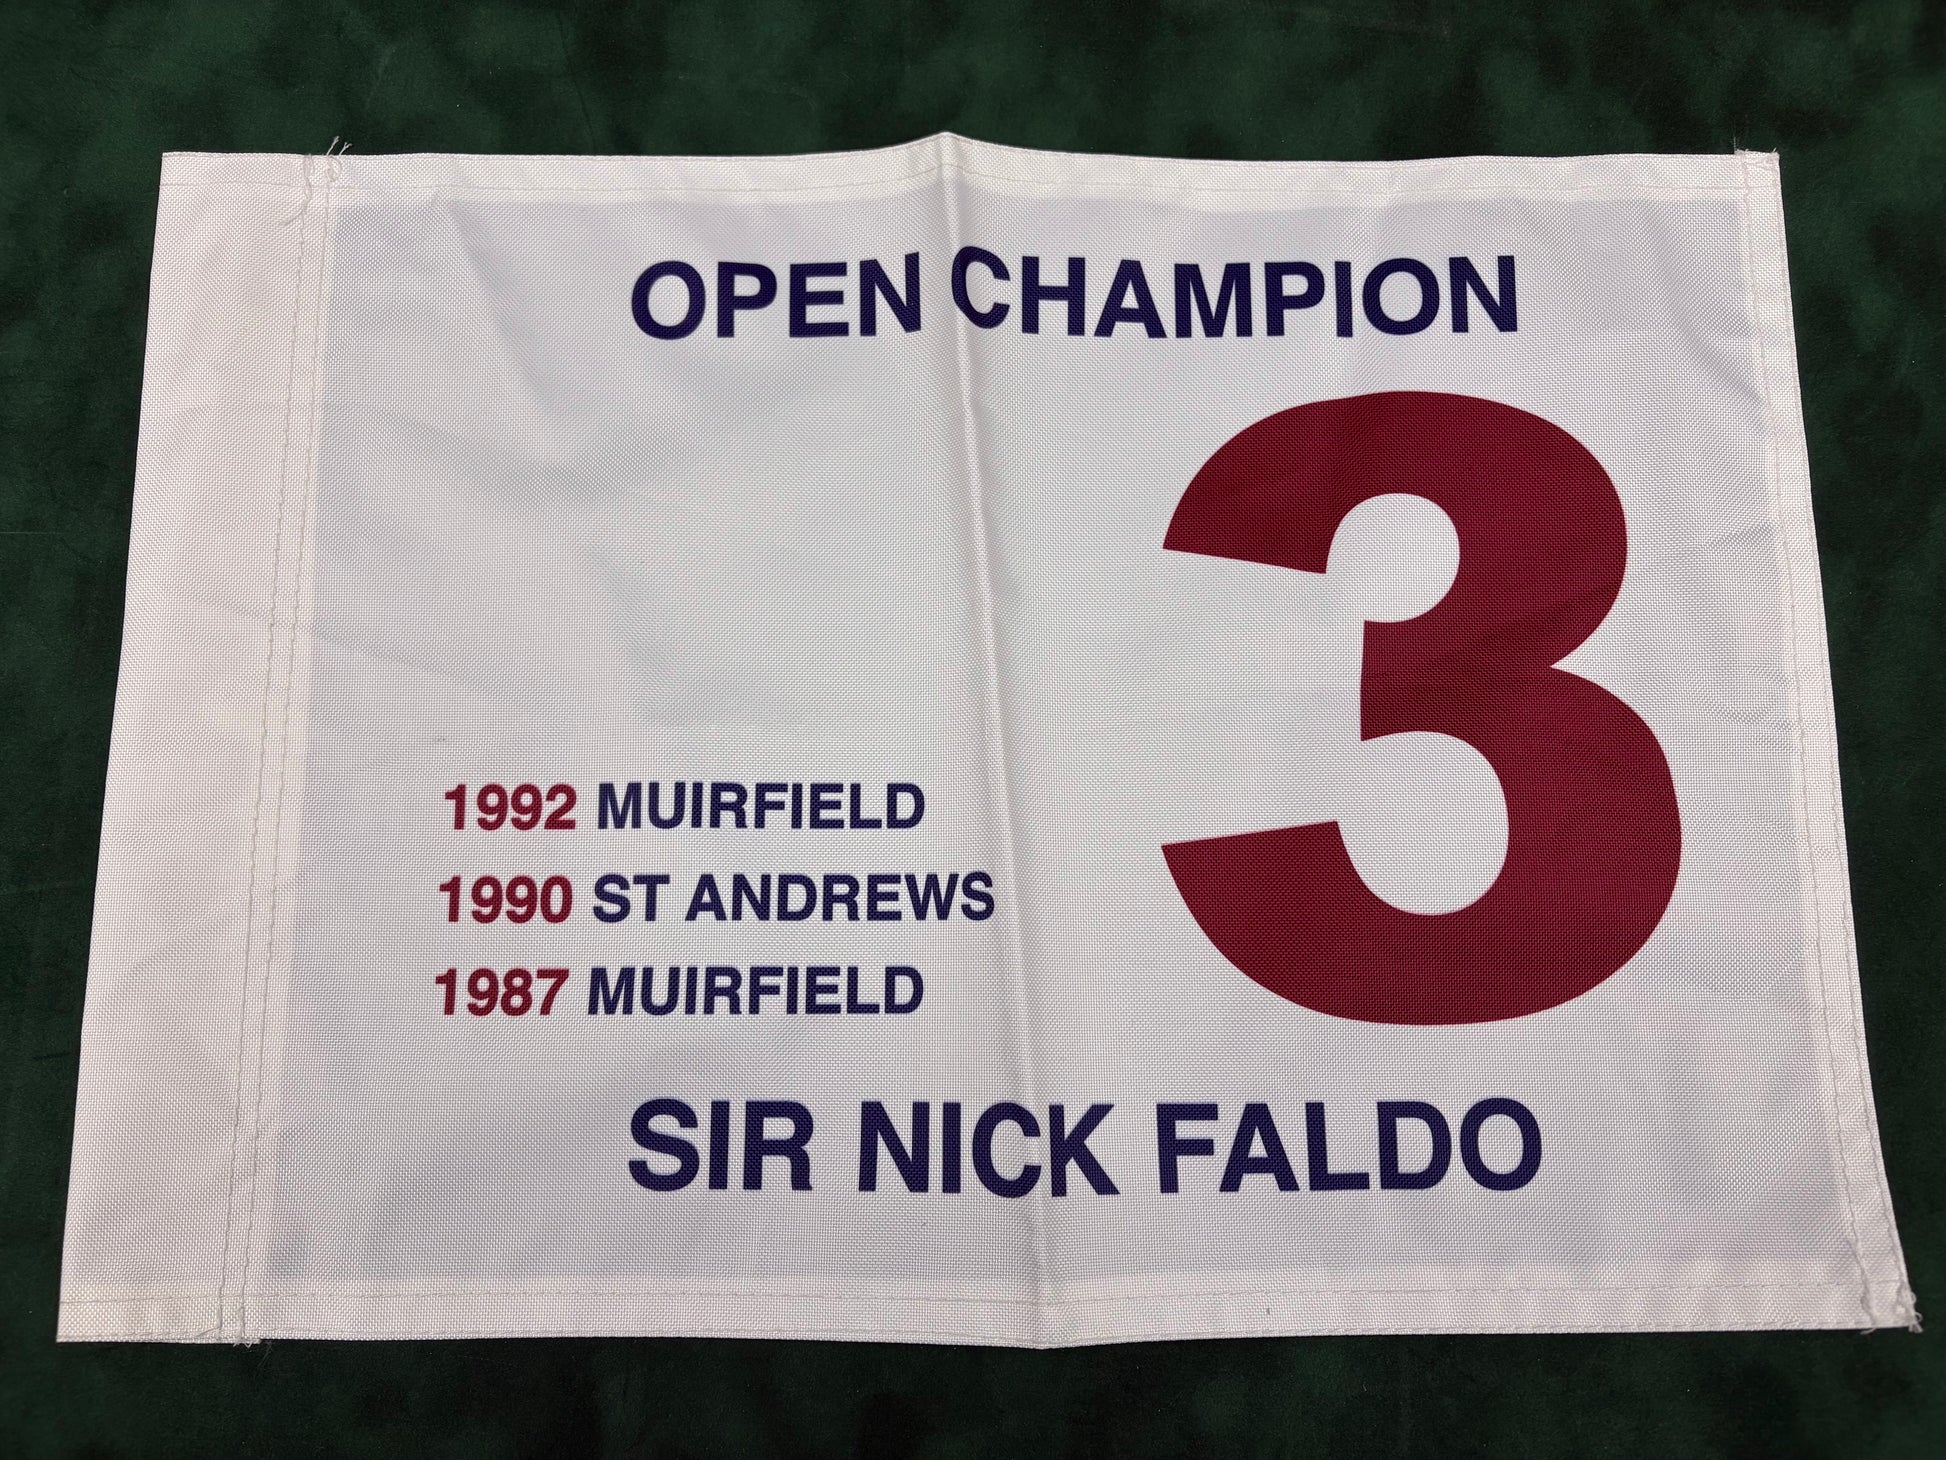 OPEN CHAMPION
3
1992 MUIRFIELD
1990 ST ANDREWS
1987 MUIRFIELD
SIR NICK FALDO